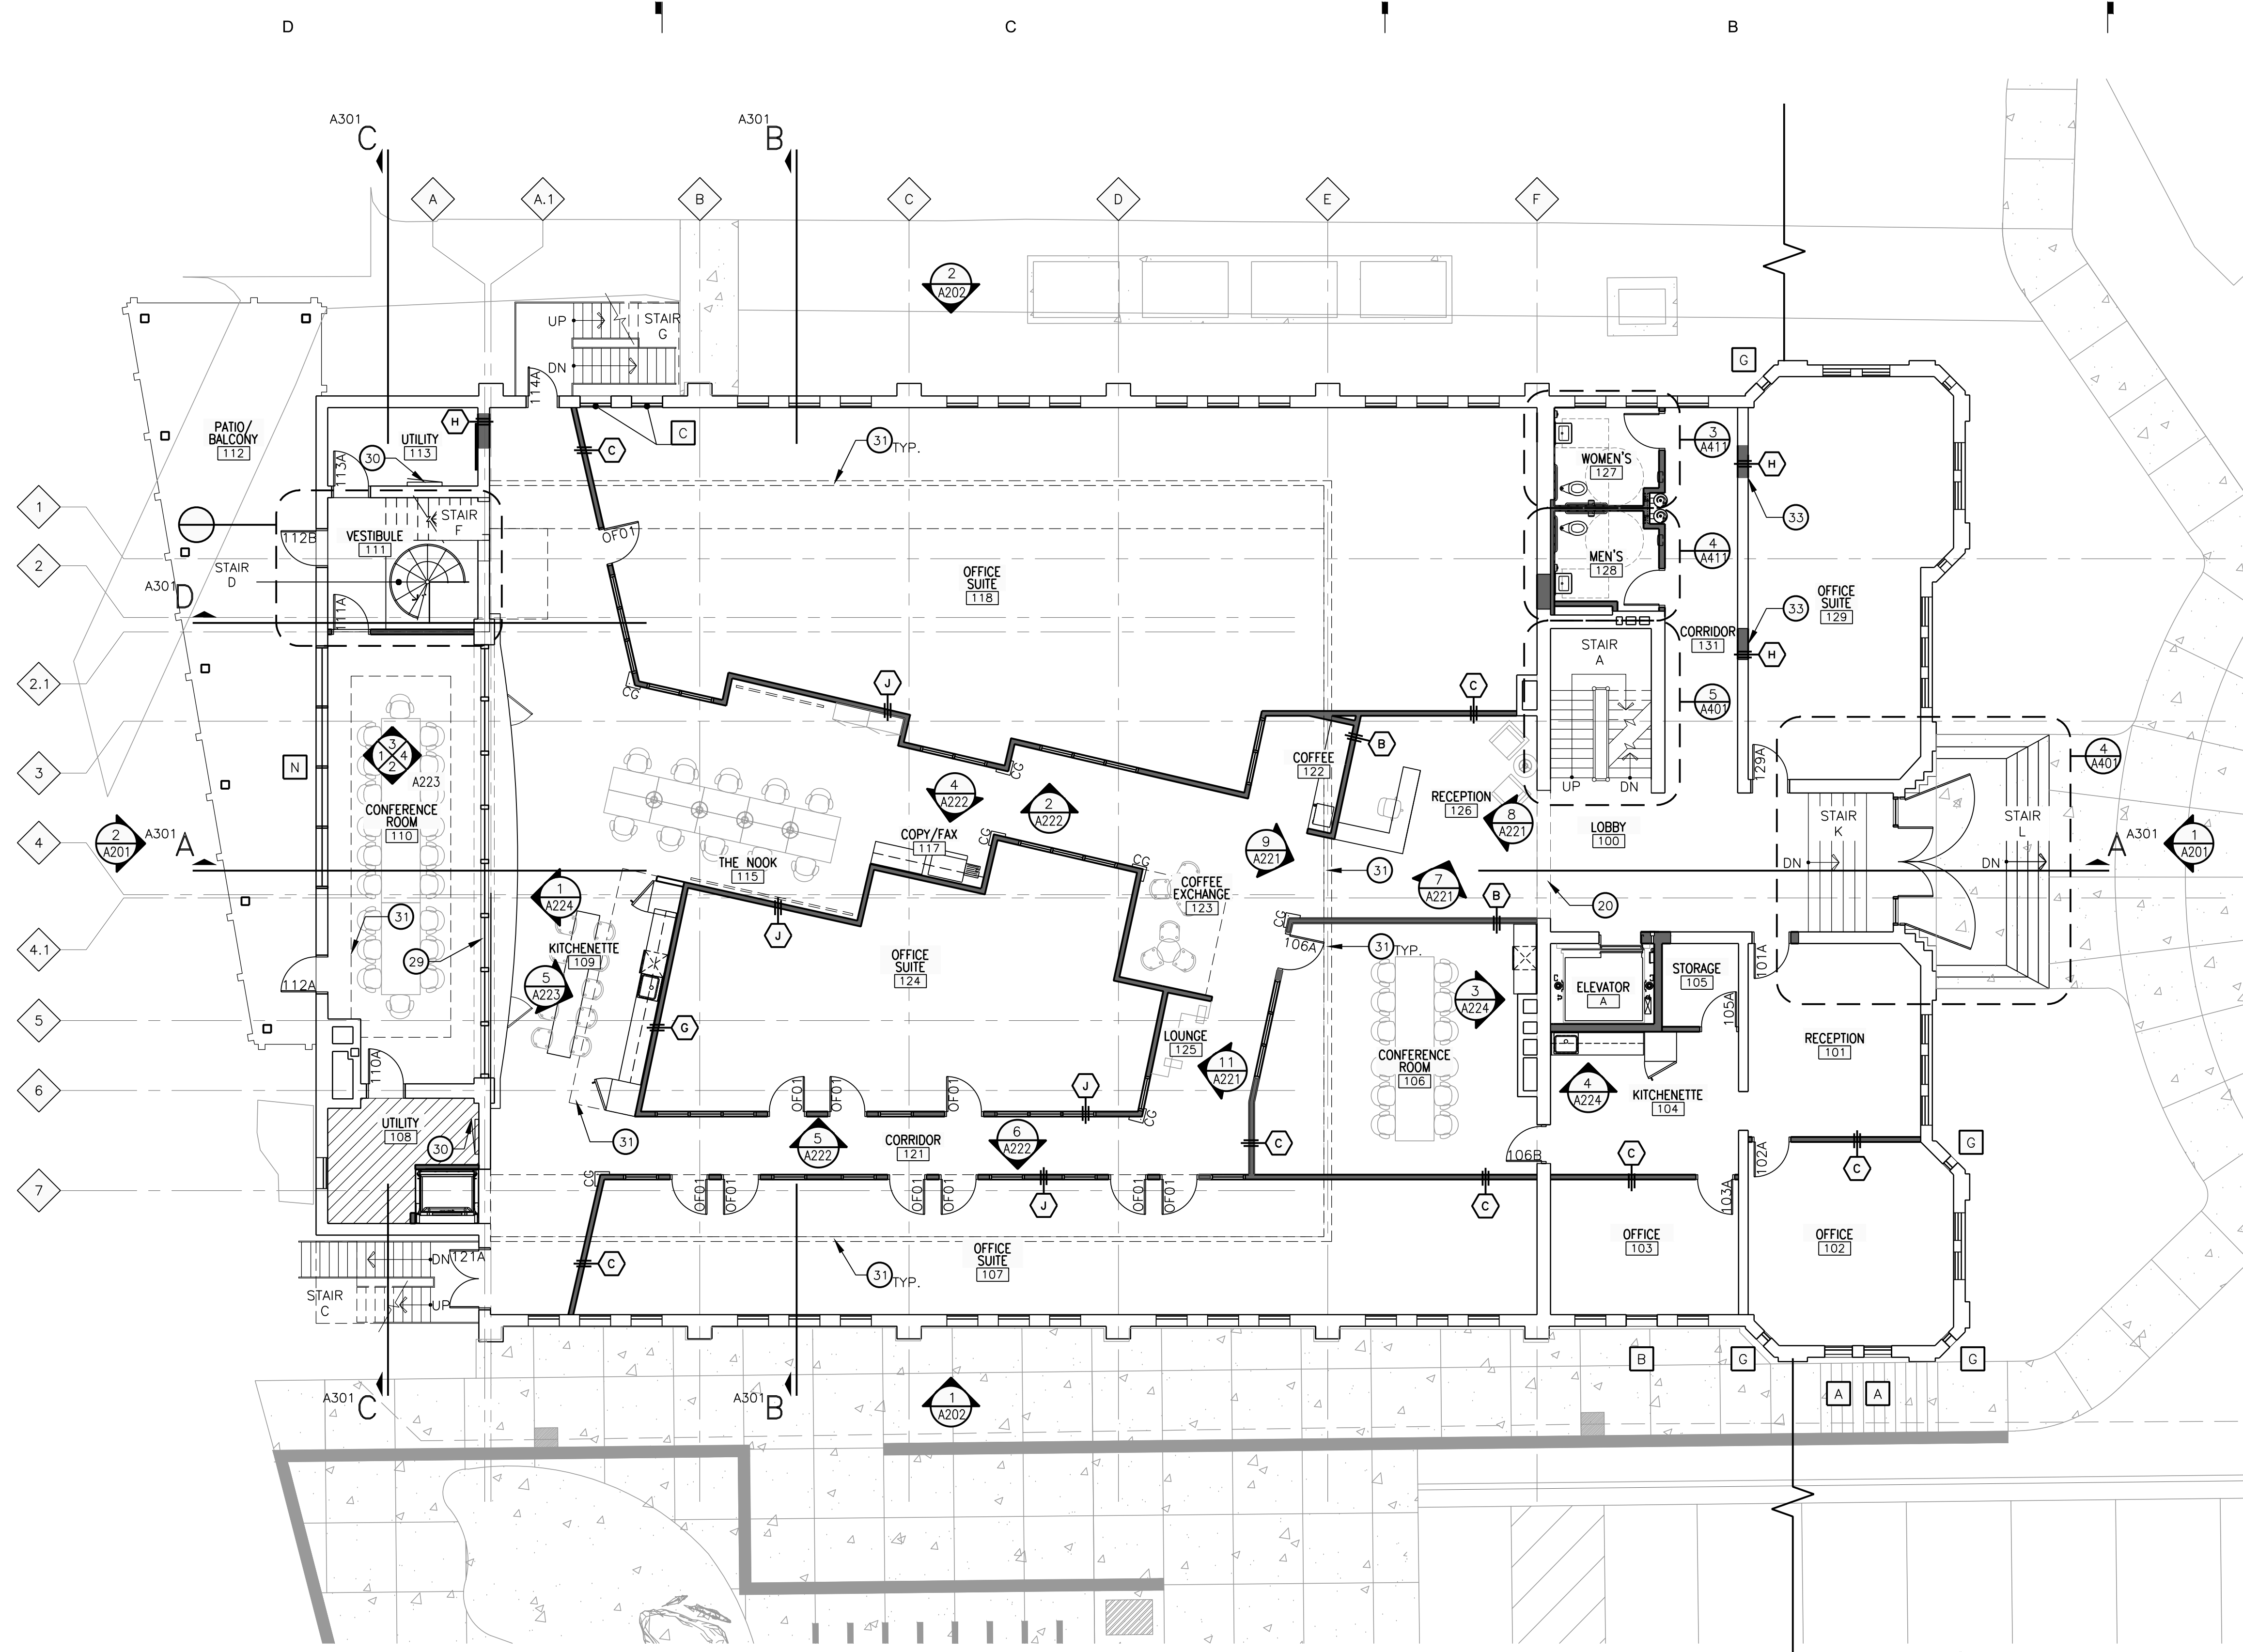 D
C
B
A301
C
A301
B
A
A.1
B
C
D
E
F
2
A202
UP
STAIR
G
DN
114A
G
C
H
C
31
TYP.
PATIO/
BALCONY
112
UTILITY
113
30
113A
3
A411
WOMEN'S
127
H
1
STAIR
F
112B
VESTIBULE
111
OF01
33
4
A411
MEN'S
128
2
STAIR
D
A301
D
111A
OFFICE
SUITE
118
OFFICE
SUITE
129
33
CORRIDOR
131
H
STAIR
A
2.1
CG
J
C
5
A401
3
1
4
2
A223
N
3
B
COFFEE
122
CG
129A
4
A401
UP
DN
4
A222
2
A222
RECEPTION
126
8
A221
CONFERENCE
ROOM
110
LOBBY
100
STAIR
K
STAIR
L
4
2
A201
A301
A
COPY/FAX
117
CG
9
A221
A301
A
1
A201
THE NOOK
115
CG
DN
DN
31
COFFEE
EXCHANGE
123
7
A221
1
A224
B
20
31
J
CG
4.1
29
KITCHENETTE
109
106A
31
TYP.
101A
OFFICE
SUITE
124
STORAGE
105
5
A223
112A
ELEVATOR
A
3
A224
105A
5
G
LOUNGE
125
RECEPTION
101
CONFERENCE
ROOM
106
110A
11
A221
4
A224
KITCHENETTE
104
6
OF01
OF01
OF01
J
CG
UTILITY
108
30
31
5
A222
CORRIDOR
121
6
A222
C
G
106B
C
102A
C
7
CG
OF01
OF01
OF01
OF01
J
OF01
OF01
C
103A
DN
121A
C
OFFICE
SUITE
107
31
TYP.
OFFICE
103
OFFICE
102
STAIR
C
UP
B
G
G
A301
C
A301
B
1
A202
A
A